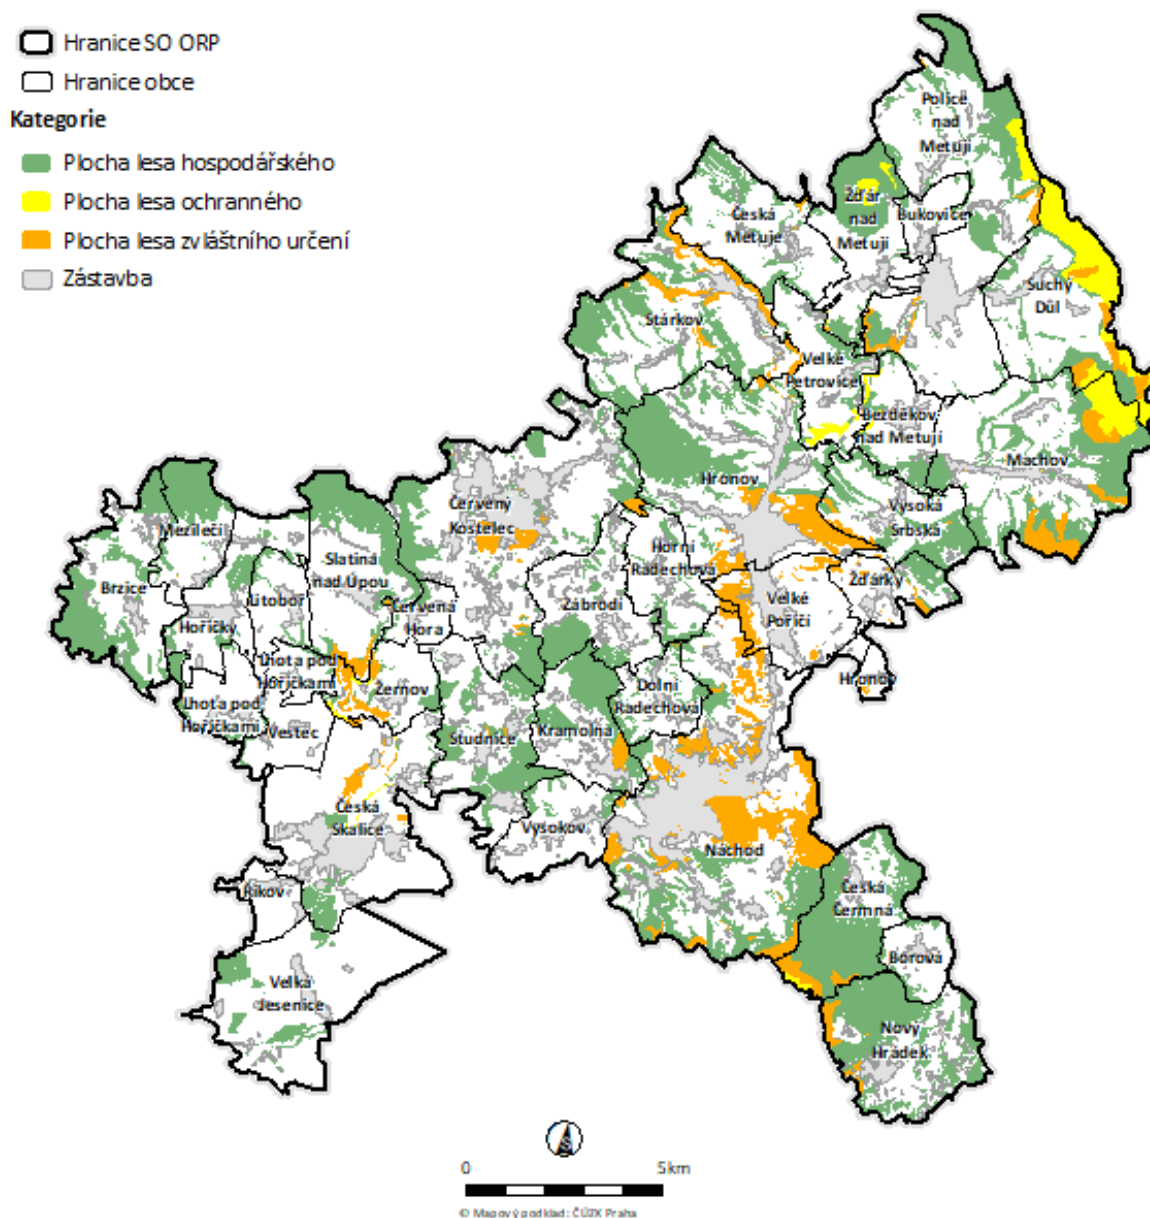 Hranice SO ORP
Hranice obce
Kategorie
Plocha lesa hospodářského
Plocha lesa ochranného
Plocha lesa zvláštního určení
Zástavba
Police
nad
Metují
Žďár
nad
Metují
Bukovice
Česká
Metuje
Suchý
Důl
Stárkov
Velké
Petrovice
Bezděkov
nad Metují
Machov
Hronov
Vysoká
Srbská
Červený
Kostelec
Horní
Radechová
Žďárky
Velké
Poříčí
Hronov
Mezilečí
Slatina
nad Úpou
Brzice
Litoboř
Hořičky
Červená
Hora
Zábrodí
Lhota pod
Hořičkami
Žernov
Dolní
Radechová
Lhota pod
Hořičkami
Vestec
Studnice
Kramolna
Česká
Skalice
Vysokov
Náchod
Říkov
Česká
Čermná
Borová
Velká
Jesenice
Nový
Hrádek
0 5km
© Mapový podklad: ČÚZK Praha